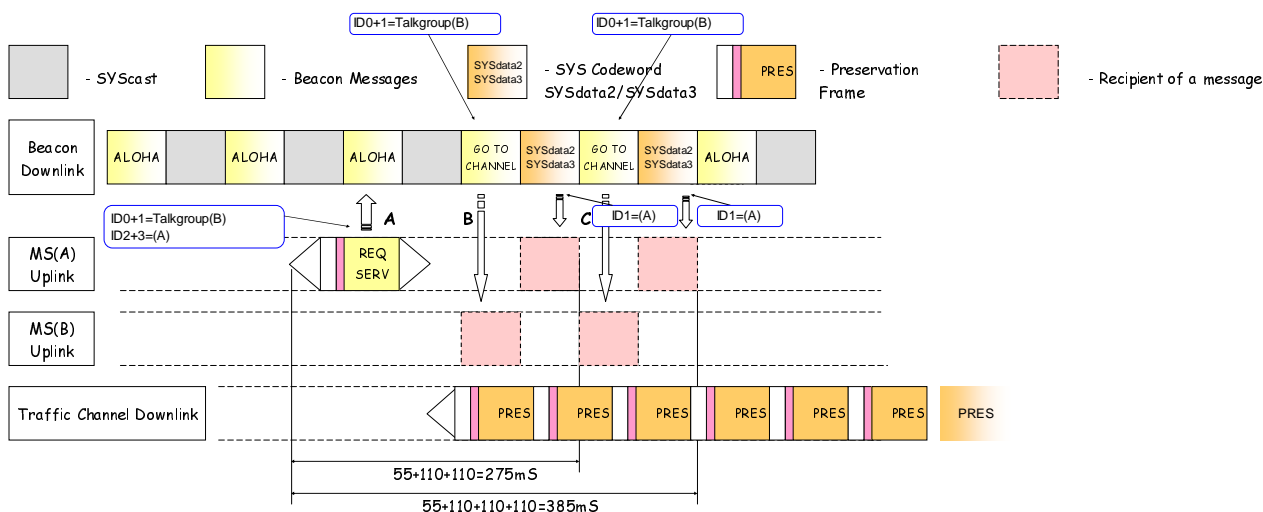 ID0+1=Talkgroup(B)
ID0+1=Talkgroup(B)
- SYScast
- Beacon Messages
SYSdata2
SYSdata3
- SYS Codeword
SYSdata2/SYSdata3
PRES
- Preservation
Frame
- Recipient of a message
Beacon
Downlink
ALOHA
ALOHA
ALOHA
GO TO
CHANNEL
SYSdata2
SYSdata3
GO TO
CHANNEL
SYSdata2
SYSdata3
ALOHA
ID0+1=Talkgroup(B)
ID2+3=(A)
A
B
C
ID1=(A)
ID1=(A)
MS(A)
Uplink
REQ
SERV
MS(B)
Uplink
Traffic Channel Downlink
PRES
PRES
PRES
PRES
PRES
PRES
PRES
55+110+110=275mS
55+110+110+110=385mS